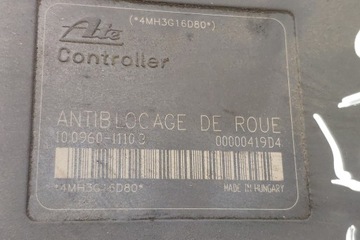 (*4MH3G16D80*)
Ate
Controller
ANTIBLOCAGE DE ROUE
10.0960-1110.3 00000419D4
*4MH3G16D80*
MADE IN HUNGARY